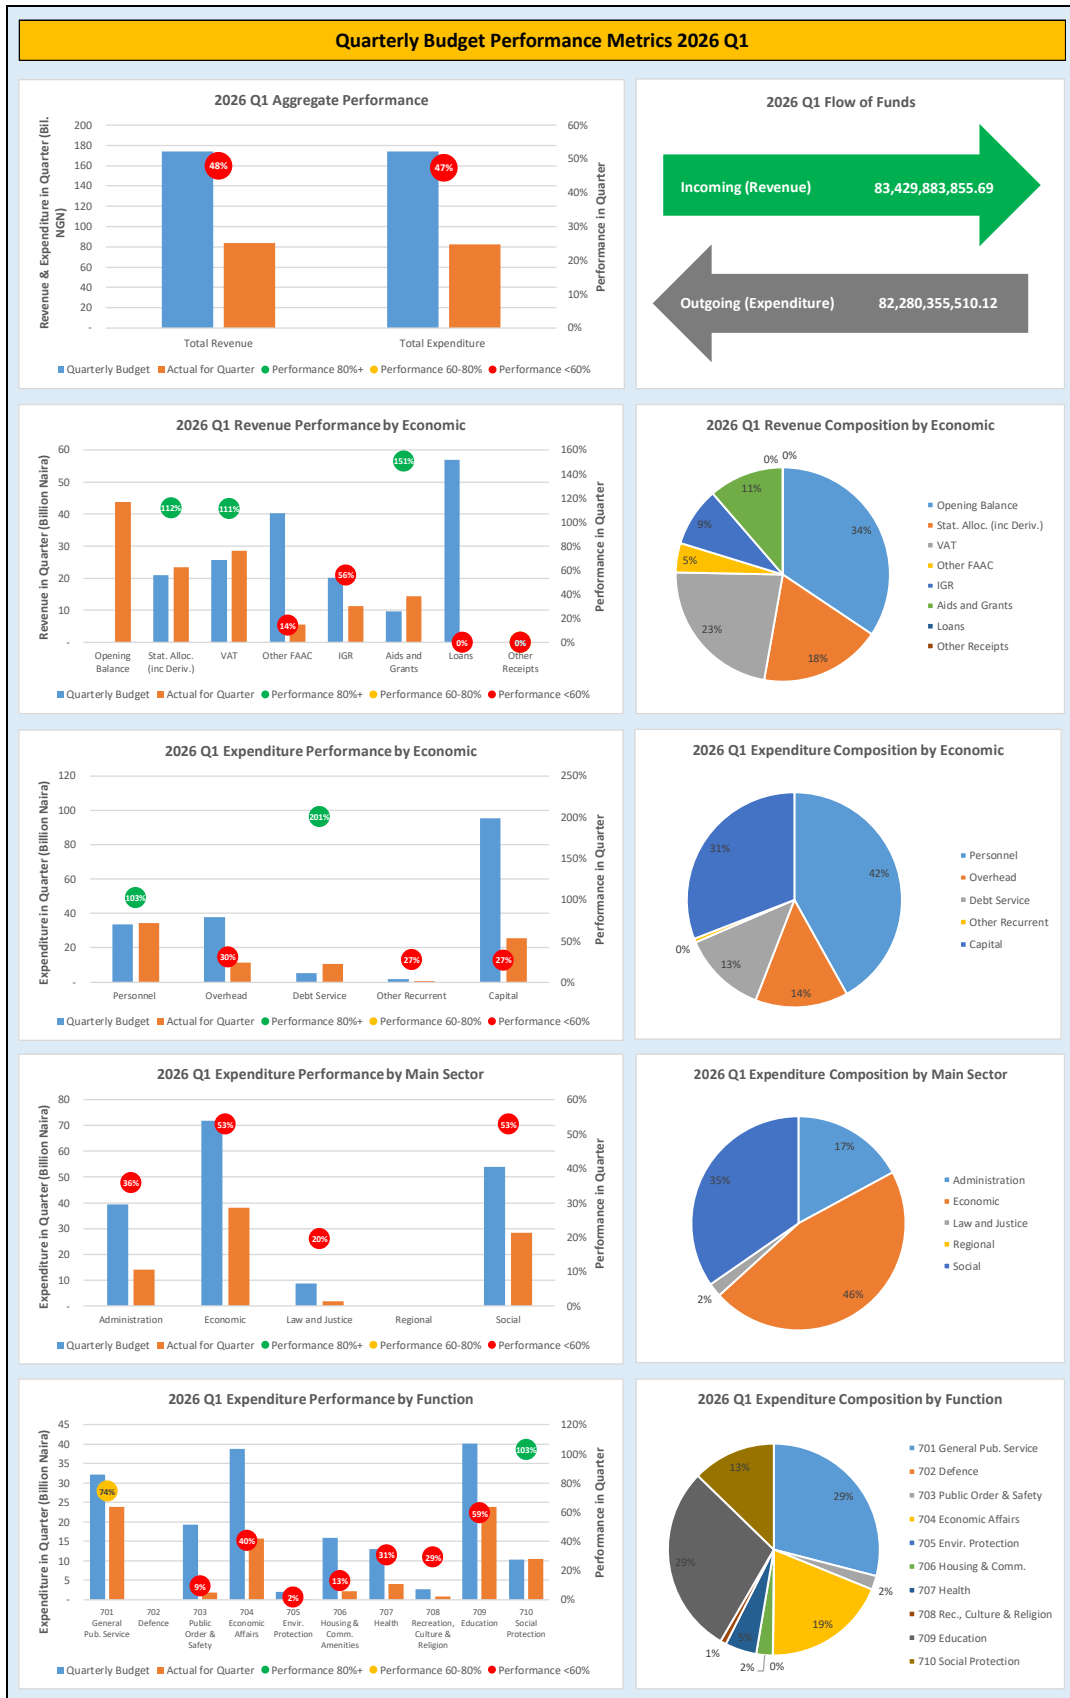 Quarterly Budget Performance Metrics 2026 Q1
2026 Q1 Aggregate Performance
Revenue & Expenditure in Quarter (Bil. NGN)
200
180
160
140
120
100
80
60
40
20
-
60%
50%
40%
30%
20%
10%
0%
Performance in Quarter
48%
47%
Total Revenue
Total Expenditure
Quarterly Budget
Actual for Quarter
Performance 80%+
Performance 60-80%
Performance <60%
2026 Q1 Flow of Funds
Incoming (Revenue) 83,429,883,855.69
Outgoing (Expenditure) 82,280,355,510.12
2026 Q1 Revenue Performance by Economic
Revenue in Quarter (Billion Naira)
60
50
40
30
20
10
-
160%
140%
120%
100%
80%
60%
40%
20%
0%
Performance in Quarter
112%
111%
14%
56%
151%
0%
0%
Opening Balance
Stat. Alloc. (inc Deriv.)
VAT
Other FAAC
IGR
Aids and Grants
Loans
Other Receipts
Quarterly Budget
Actual for Quarter
Performance 80%+
Performance 60-80%
Performance <60%
2026 Q1 Revenue Composition by Economic
0%
0%
11%
34%
9%
5%
23%
18%
Opening Balance
Stat. Alloc. (inc Deriv.)
VAT
Other FAAC
IGR
Aids and Grants
Loans
Other Receipts
2026 Q1 Expenditure Performance by Economic
Expenditure in Quarter (Billion Naira)
120
100
80
60
40
20
-
250%
200%
150%
100%
50%
0%
Performance in Quarter
103%
30%
201%
27%
27%
Personnel
Overhead
Debt Service
Other Recurrent
Capital
Quarterly Budget
Actual for Quarter
Performance 80%+
Performance 60-80%
Performance <60%
2026 Q1 Expenditure Composition by Economic
31%
42%
0%
13%
14%
Personnel
Overhead
Debt Service
Other Recurrent
Capital
2026 Q1 Expenditure Performance by Main Sector
Expenditure in Quarter (Billion Naira)
80
70
60
50
40
30
20
10
-
60%
50%
40%
30%
20%
10%
0%
Performance in Quarter
36%
53%
20%
53%
Administration
Economic
Law and Justice
Regional
Social
Quarterly Budget
Actual for Quarter
Performance 80%+
Performance 60-80%
Performance <60%
2026 Q1 Expenditure Composition by Main Sector
17%
35%
2%
46%
Administration
Economic
Law and Justice
Regional
Social
2026 Q1 Expenditure Performance by Function
Expenditure in Quarter (Billion Naira)
45
40
35
30
25
20
15
10
5
-
120%
100%
80%
60%
40%
20%
0%
Performance in Quarter
74%
9%
40%
2%
13%
31%
29%
59%
103%
701 General Pub. Service
702 Defence
703 Public Order & Safety
704 Economic Affairs
705 Envir. Protection
706 Housing & Comm. Amenities
707 Health
708 Recreation, Culture & Religion
709 Education
710 Social Protection
Quarterly Budget
Actual for Quarter
Performance 80%+
Performance 60-80%
Performance <60%
2026 Q1 Expenditure Composition by Function
13%
29%
29%
2%
19%
1%
5%
2%
0%
701 General Pub. Service
702 Defence
703 Public Order & Safety
704 Economic Affairs
705 Envir. Protection
706 Housing & Comm.
707 Health
708 Rec., Culture & Religion
709 Education
710 Social Protection